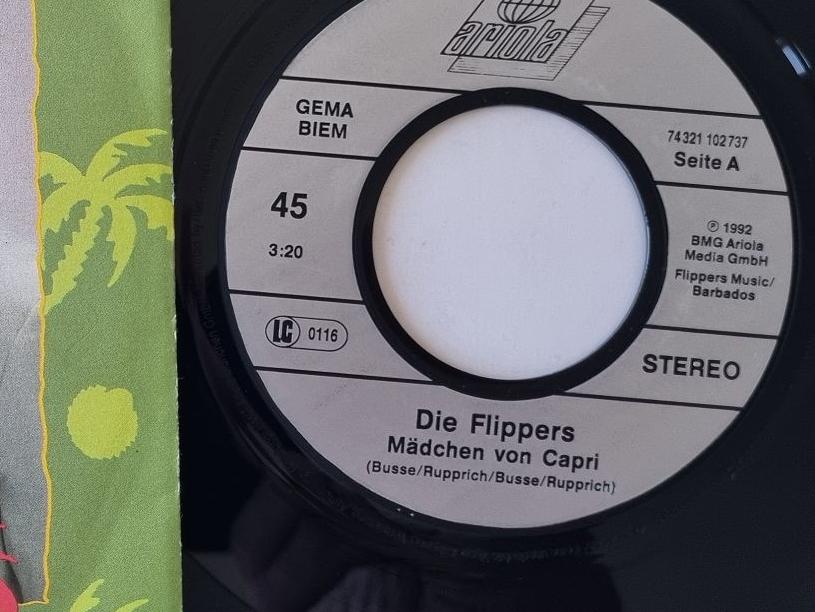 ariola
GEMA
BIEM
74321 102737
Seite A
45
3:20
℗ 1992
BMG Ariola
Media GmbH
Flippers Music/
Barbados
LC 0116
STEREO
Die Flippers
Mädchen von Capri
(Busse/Rupprich/Busse/Rupprich)